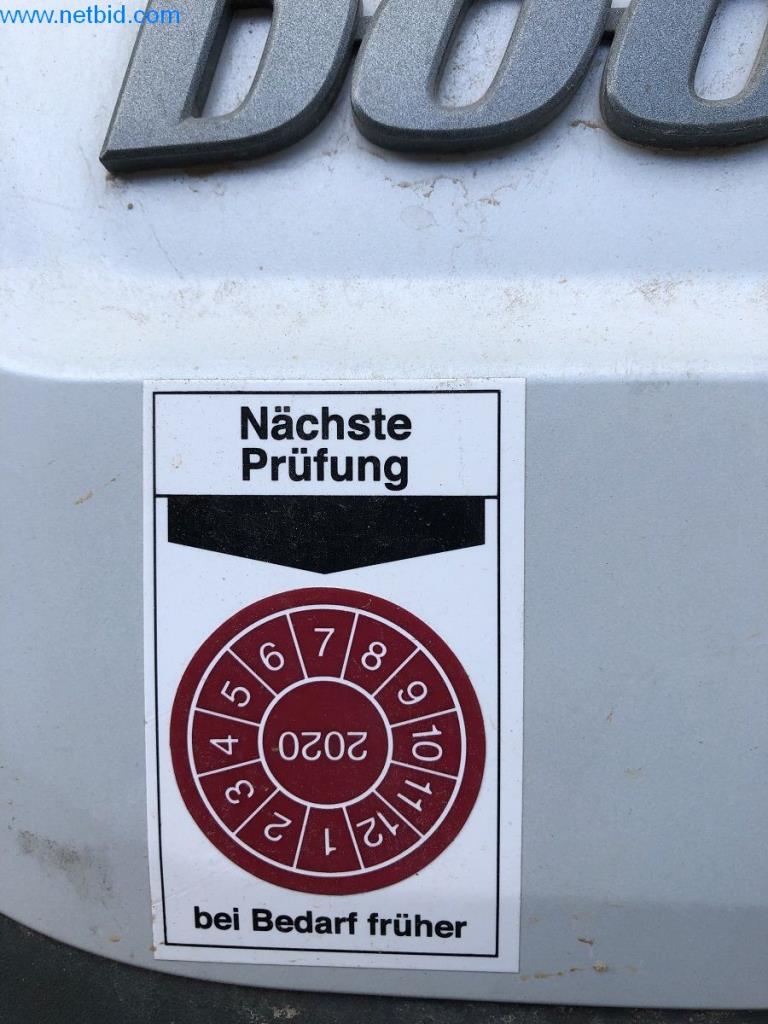 www.netbid.com
Nächste
Prüfung
1 2 3 4 5 6 7 8 9 10 11 12
2020
bei Bedarf früher